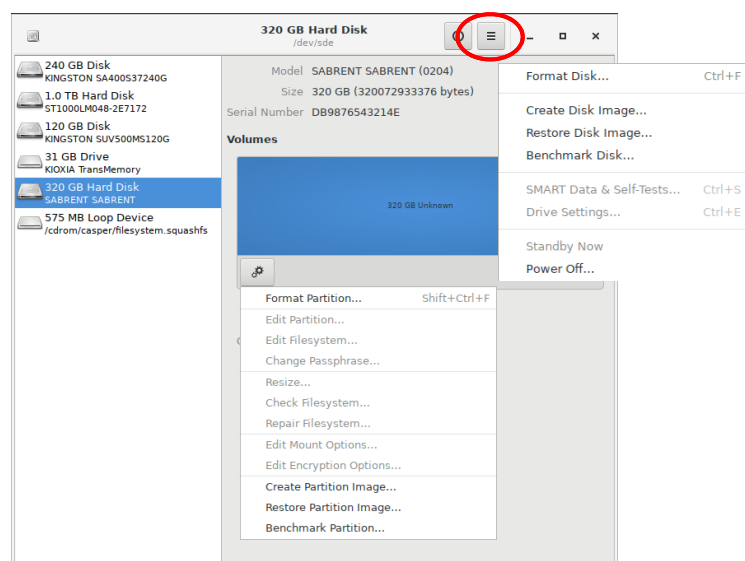 320 GB Hard Disk
/dev/sde
240 GB Disk
KINGSTON SA400S37240G
1.0 TB Hard Disk
ST1000LM048-2E7172
120 GB Disk
KINGSTON SUV500MS120G
31 GB Drive
KIOXIA TransMemory
320 GB Hard Disk
SABRENT SABRENT
575 MB Loop Device
/cdrom/casper/filesystem.squashfs
Model SABRENT SABRENT (0204)
Size 320 GB (320072933376 bytes)
Serial Number DB9876543214E
Volumes
320 GB Unknown
Format Partition... Shift+Ctrl+F
Edit Partition...
Edit Filesystem...
Change Passphrase...
Resize...
Check Filesystem...
Repair Filesystem...
Edit Mount Options...
Edit Encryption Options...
Create Partition Image...
Restore Partition Image...
Benchmark Partition...
Format Disk... Ctrl+F
Create Disk Image...
Restore Disk Image...
Benchmark Disk...
SMART Data & Self-Tests... Ctrl+S
Drive Settings... Ctrl+E
Standby Now
Power Off...